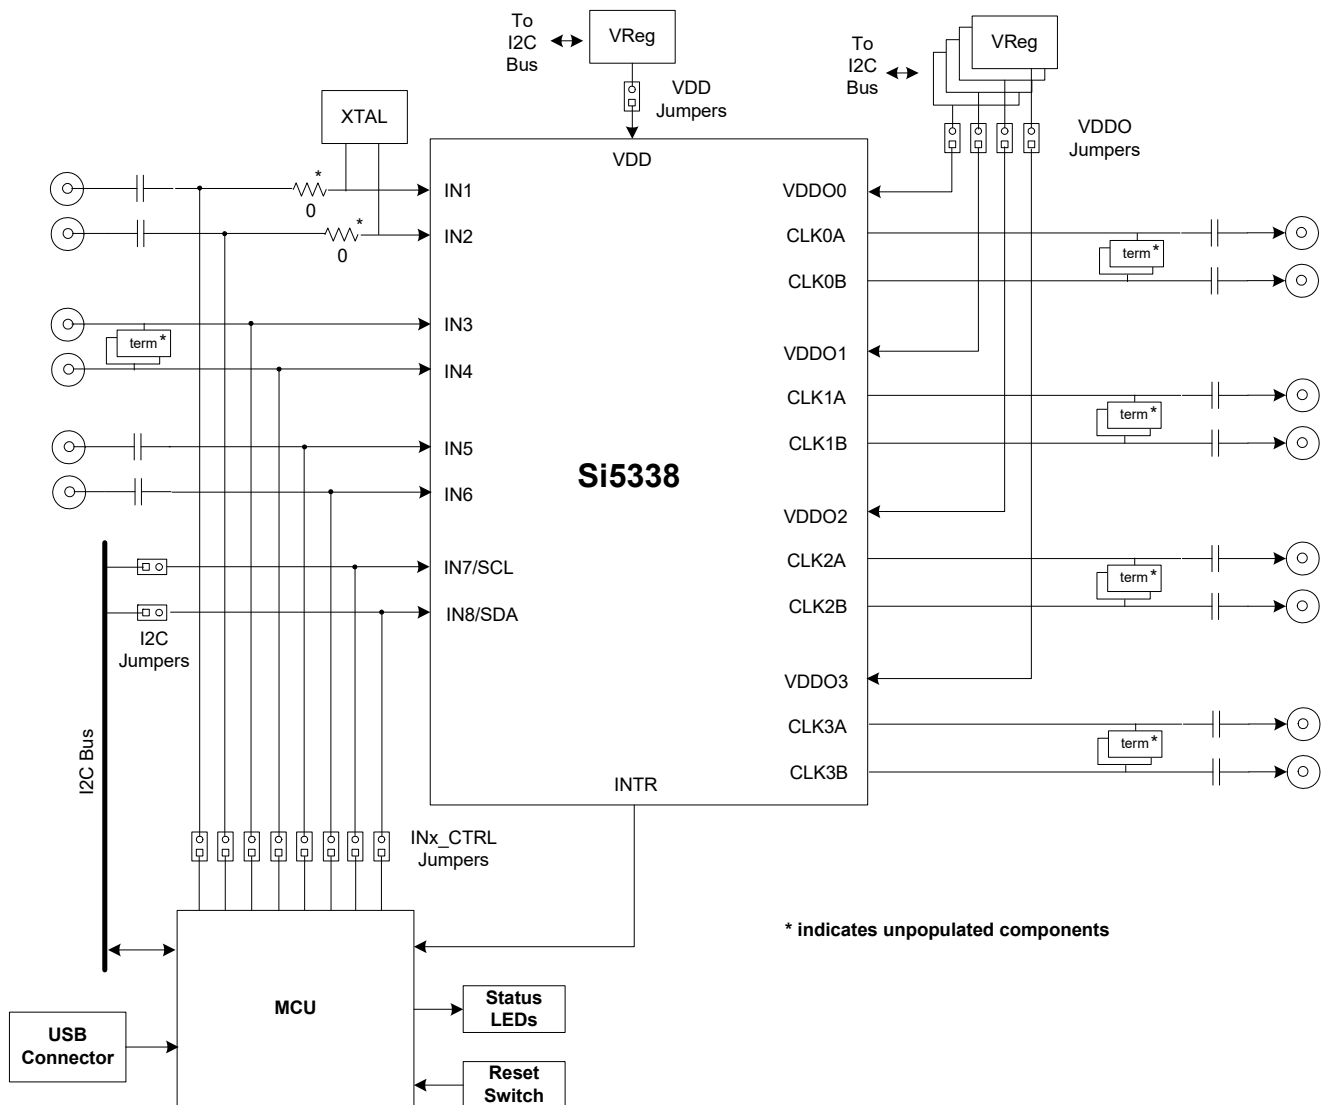 To
I2C
Bus
VReg
VDD
Jumpers
To
I2C
Bus
VReg
VDDO
Jumpers
XTAL
VDD
IN1
*
0
IN2
*
0
IN3
term *
IN4
IN5
IN6
IN7/SCL
IN8/SDA
I2C
Jumpers
I2C Bus
Si5338
VDDO0
CLK0A
term *
CLK0B
VDDO1
CLK1A
term *
CLK1B
VDDO2
CLK2A
term *
CLK2B
VDDO3
CLK3A
term *
CLK3B
INTR
INx_CTRL
Jumpers
* indicates unpopulated components
MCU
Status
LEDs
USB
Connector
Reset
Switch